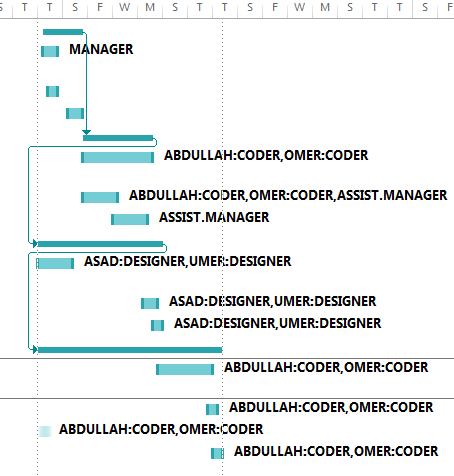 S T T S M W F S T T S M T W T F S
MANAGER
ABDULLAH:CODER,OMER:CODER
ABDULLAH:CODER,OMER:CODER,ASSIST.MANAGER
ASSIST.MANAGER
ASAD:DESIGNER,UMER:DESIGNER
ASAD:DESIGNER,UMER:DESIGNER
ASAD:DESIGNER,UMER:DESIGNER
ABDULLAH:CODER,OMER:CODER
ABDULLAH:CODER,OMER:CODER
ABDULLAH:CODER,OMER:CODER
ABDULLAH:CODER,OMER:CODER